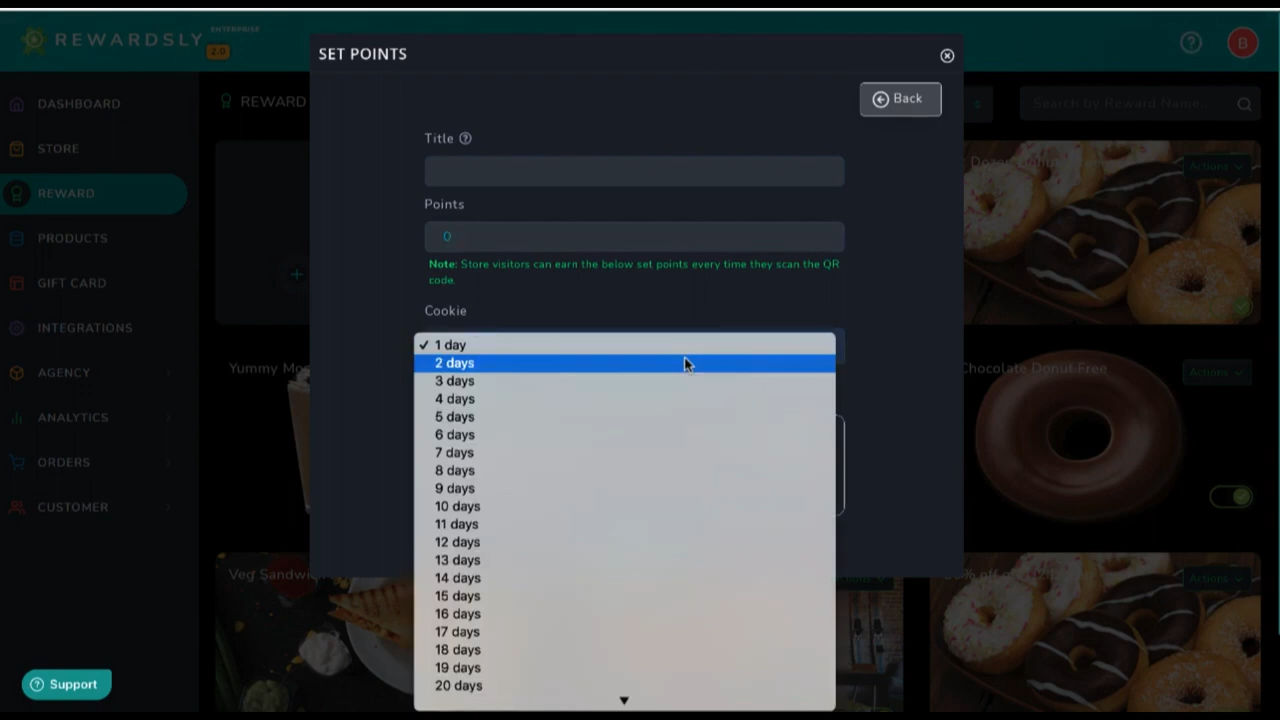 REWARDSLY
ENTERPRISE
2.0
SET POINTS
B
DASHBOARD
STORE
REWARD
PRODUCTS
GIFT CARD
INTEGRATIONS
AGENCY
ANALYTICS
ORDERS
CUSTOMER
Support
REWARD
Search by Reward Name..
Back
Title
Points
0
Note: Store visitors can earn the below set points every time they scan the QR
code.
Cookie
✓ 1 day
2 days
3 days
4 days
5 days
6 days
7 days
8 days
9 days
10 days
11 days
12 days
13 days
14 days
15 days
16 days
17 days
18 days
19 days
20 days
Actions
Yummy
Chocolate Donut Free
Actions
Veg
Actions